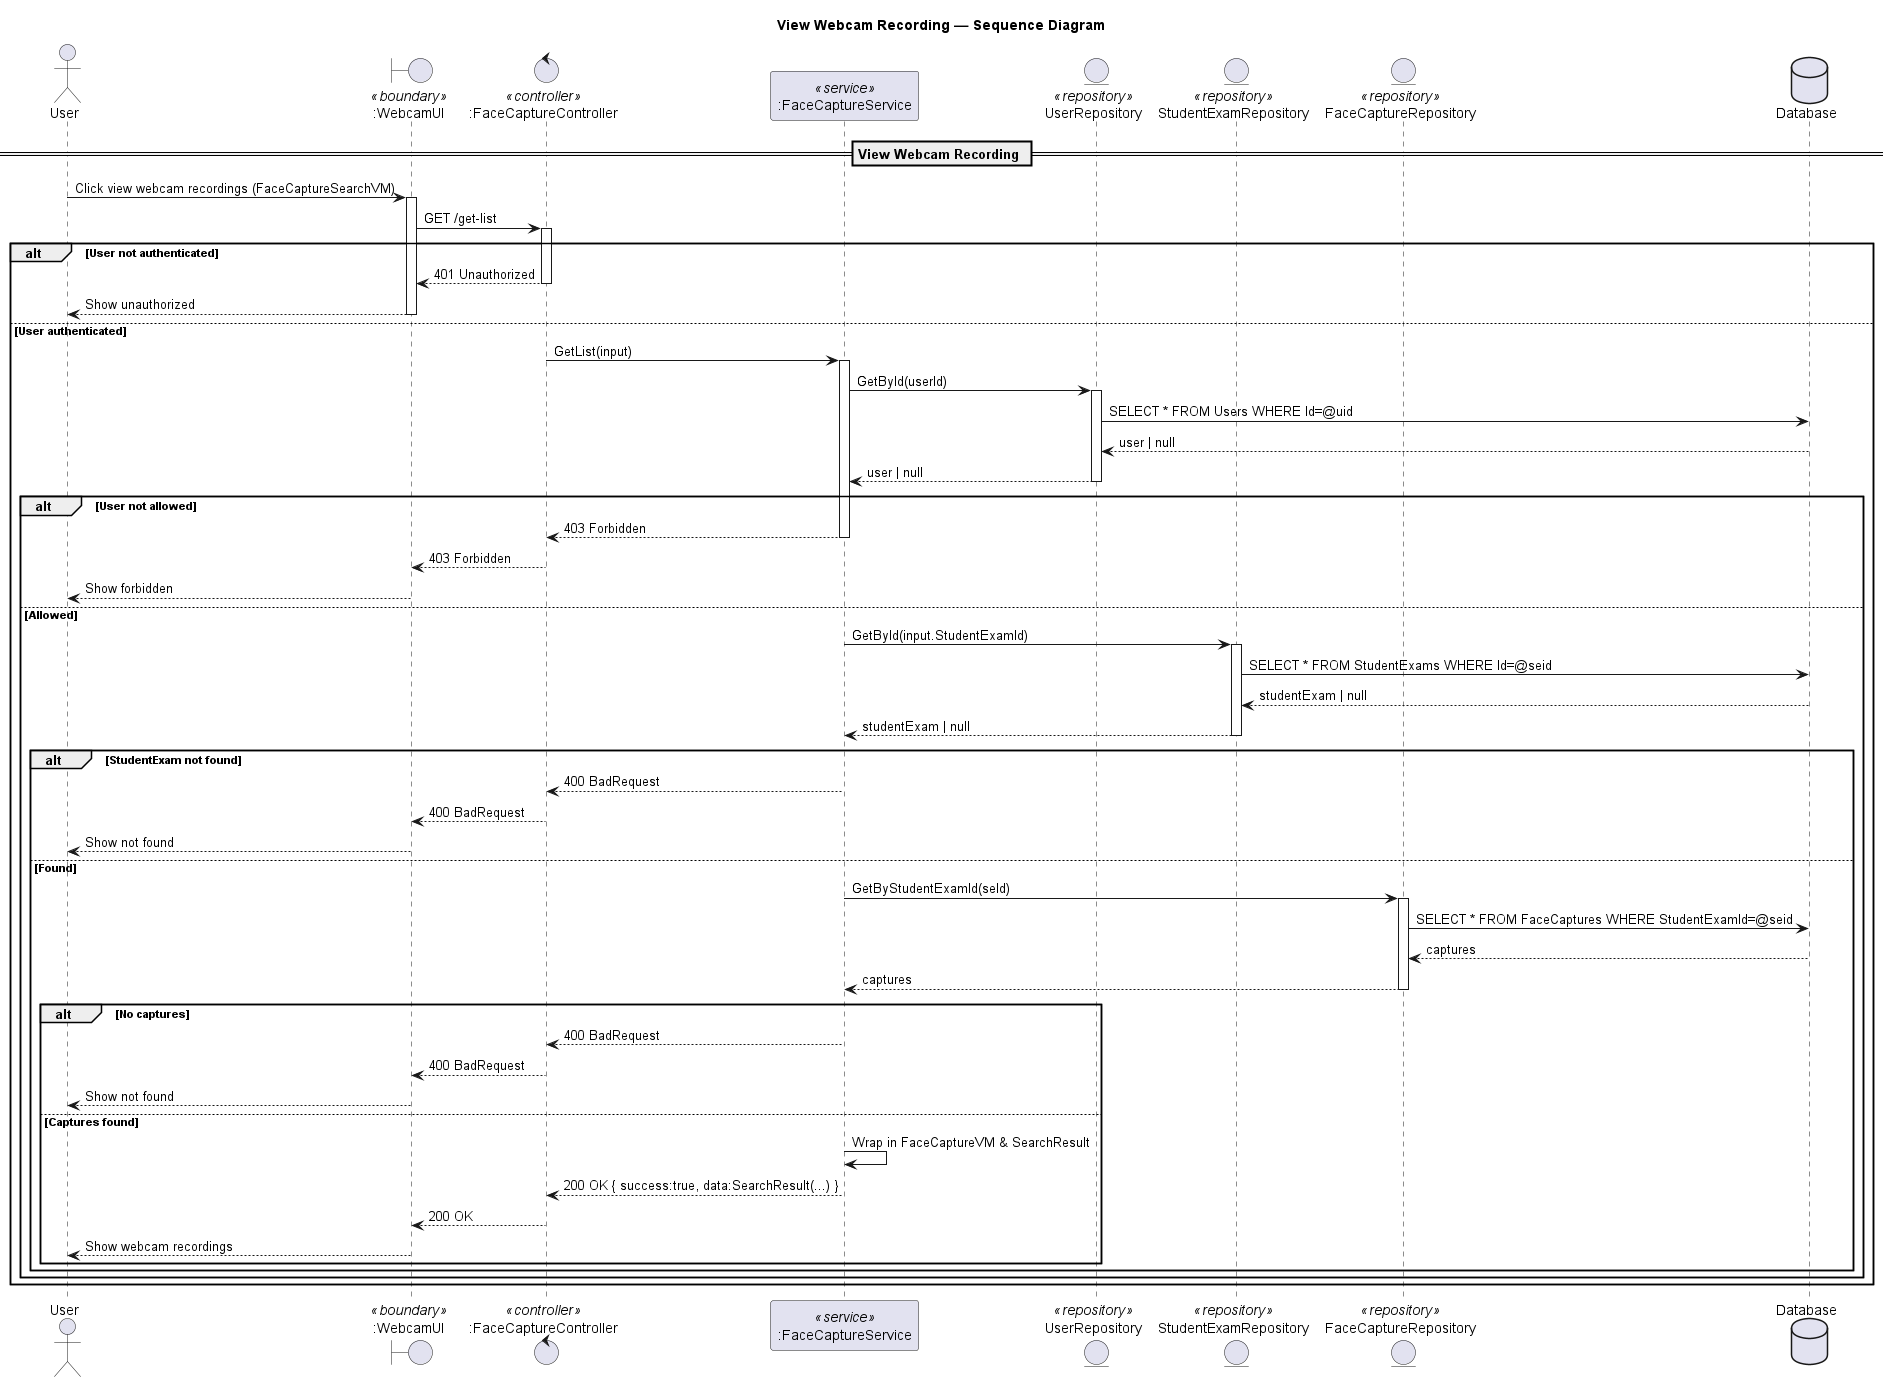 View Webcam Recording — Sequence Diagram
User
«boundary»
:WebcamUI
«controller»
:FaceCaptureController
«service»
:FaceCaptureService
«repository»
UserRepository
«repository»
StudentExamRepository
«repository»
FaceCaptureRepository
Database
View Webcam Recording
Click view webcam recordings (FaceCaptureSearchVM)
GET /get-list
alt [User not authenticated]
401 Unauthorized
Show unauthorized
[User authenticated]
GetList(input)
GetById(userId)
SELECT * FROM Users WHERE Id=@uid
user | null
user | null
alt [User not allowed]
403 Forbidden
403 Forbidden
Show forbidden
[Allowed]
GetById(input.StudentExamId)
SELECT * FROM StudentExams WHERE Id=@seid
studentExam | null
studentExam | null
alt [StudentExam not found]
400 BadRequest
400 BadRequest
Show not found
[Found]
GetByStudentExamId(seId)
SELECT * FROM FaceCaptures WHERE StudentExamId=@seid
captures
captures
alt [No captures]
400 BadRequest
400 BadRequest
Show not found
[Captures found]
Wrap in FaceCaptureVM & SearchResult
200 OK { success:true, data:SearchResult(...) }
200 OK
Show webcam recordings
User
«boundary»
:WebcamUI
«controller»
:FaceCaptureController
«service»
:FaceCaptureService
«repository»
UserRepository
«repository»
StudentExamRepository
«repository»
FaceCaptureRepository
Database